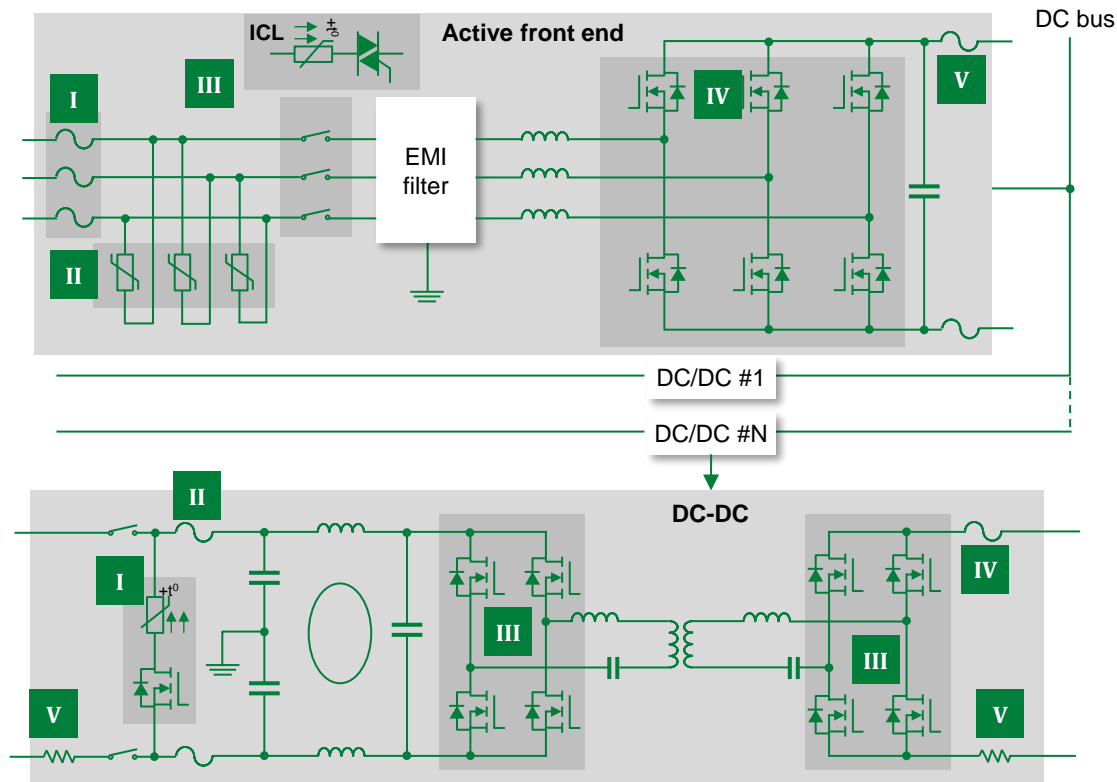 DC bus
ICL
+t⁰
Active front end
I
III
IV
V
EMI
filter
II
DC/DC #1
DC/DC #N
II
DC-DC
I
+t⁰
IV
III
III
V
V